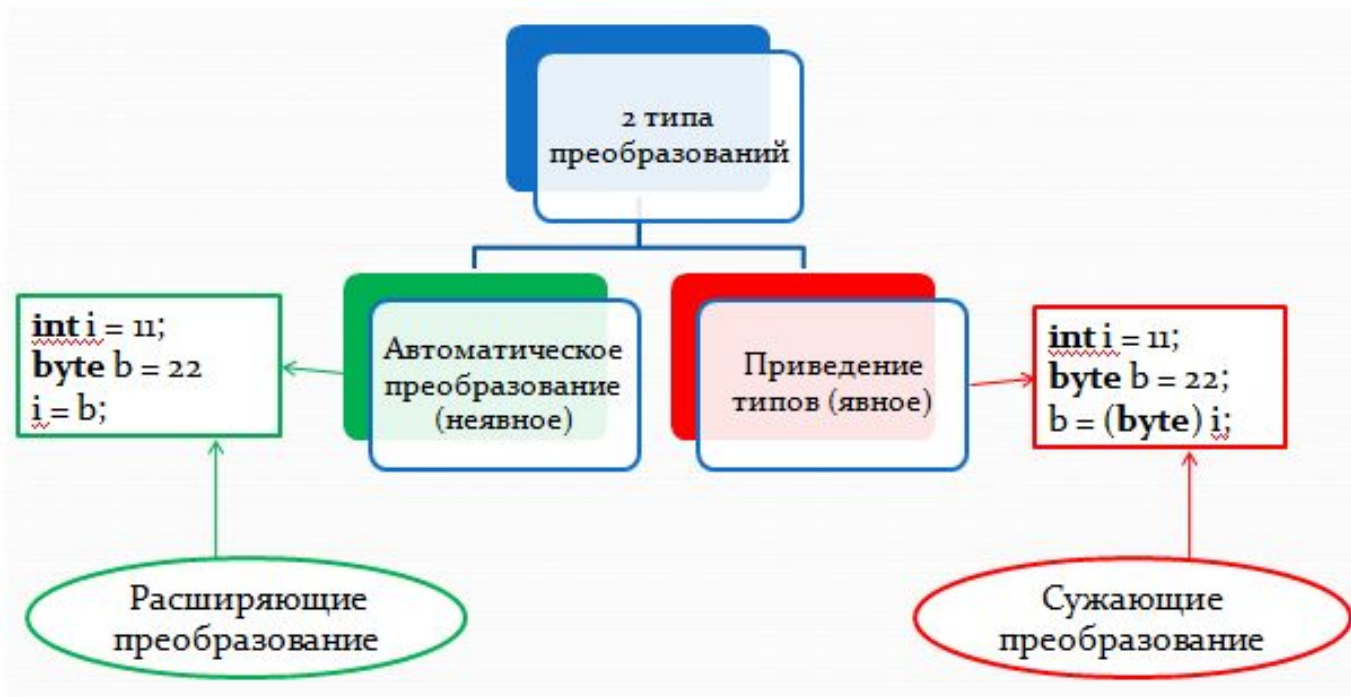 2 типа
преобразований
Автоматическое
преобразование
(неявное)
Приведение
типов (явное)
int i = 11;
byte b = 22
i = b;
int i = 11;
byte b = 22;
b = (byte) i;
Расширяющие
преобразование
Сужающие
преобразование